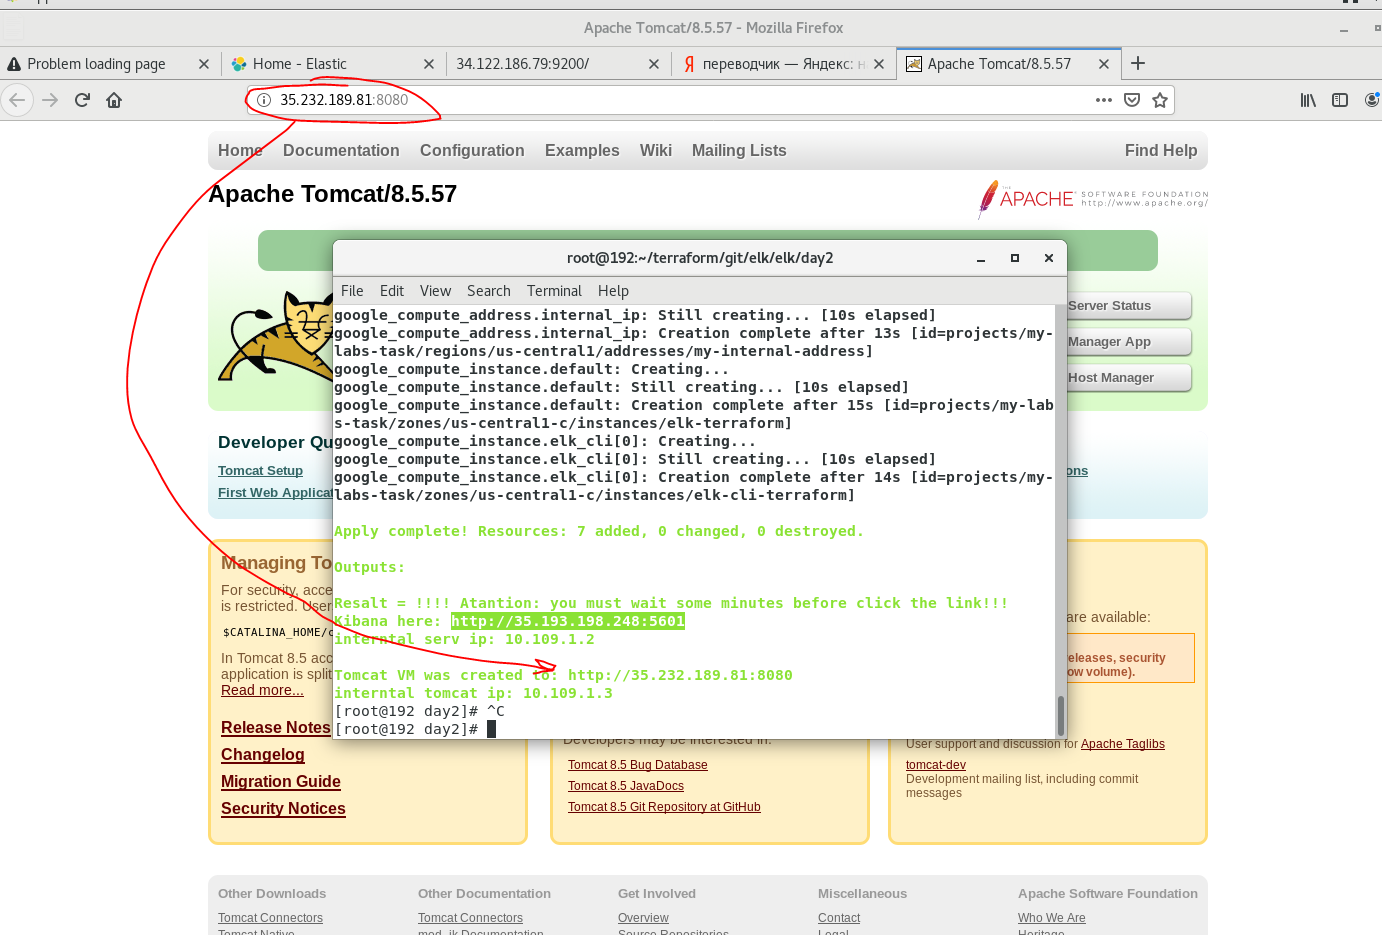 Apache Tomcat/8.5.57 - Mozilla Firefox
Problem loading page
Home - Elastic
34.122.186.79:9200/
Я переводчик — Яндекс: н
Apache Tomcat/8.5.57
35.232.189.81:8080
Home Documentation Configuration Examples Wiki Mailing Lists Find Help
Apache Tomcat/8.5.57
THE APACHE SOFTWARE FOUNDATION
http://www.apache.org/
root@192:~/terraform/git/elk/elk/day2
File Edit View Search Terminal Help
google_compute_address.internal_ip: Still creating... [10s elapsed]
google_compute_address.internal_ip: Creation complete after 13s [id=projects/my-
labs-task/regions/us-central1/addresses/my-internal-address]
google_compute_instance.default: Creating...
google_compute_instance.default: Still creating... [10s elapsed]
google_compute_instance.default: Creation complete after 15s [id=projects/my-lab
s-task/zones/us-central1-c/instances/elk-terraform]
google_compute_instance.elk_cli[0]: Creating...
google_compute_instance.elk_cli[0]: Still creating... [10s elapsed]
google_compute_instance.elk_cli[0]: Creation complete after 14s [id=projects/my-
labs-task/zones/us-central1-c/instances/elk-cli-terraform]
Apply complete! Resources: 7 added, 0 changed, 0 destroyed.
Outputs:
Resalt = !!!! Atantion: you must wait some minutes before click the link!!!
Kibana here: http://35.193.198.248:5601
interntal serv ip: 10.109.1.2
Tomcat VM was created to: http://35.232.189.81:8080
interntal tomcat ip: 10.109.1.3
[root@192 day2]# ^C
[root@192 day2]#
Server Status
Manager App
Host Manager
Developer Qu
Tomcat Setup
First Web Applicat
ons
Managing To
For security, acce
is restricted. User
$CATALINA_HOME/c
In Tomcat 8.5 acc
application is split
Read more...
Release Notes
Changelog
Migration Guide
Security Notices
Developers may be interested in:
Tomcat 8.5 Bug Database
Tomcat 8.5 JavaDocs
Tomcat 8.5 Git Repository at GitHub
are available:
eleases, security
ow volume).
User support and discussion for Apache Taglibs
tomcat-dev
Development mailing list, including commit
messages
Other Downloads
Tomcat Connectors
Tomcat Native
Other Documentation
Tomcat Connectors
mod_jk Documentation
Get Involved
Overview
Source Repositories
Miscellaneous
Contact
Legal
Apache Software Foundation
Who We Are
Heritage